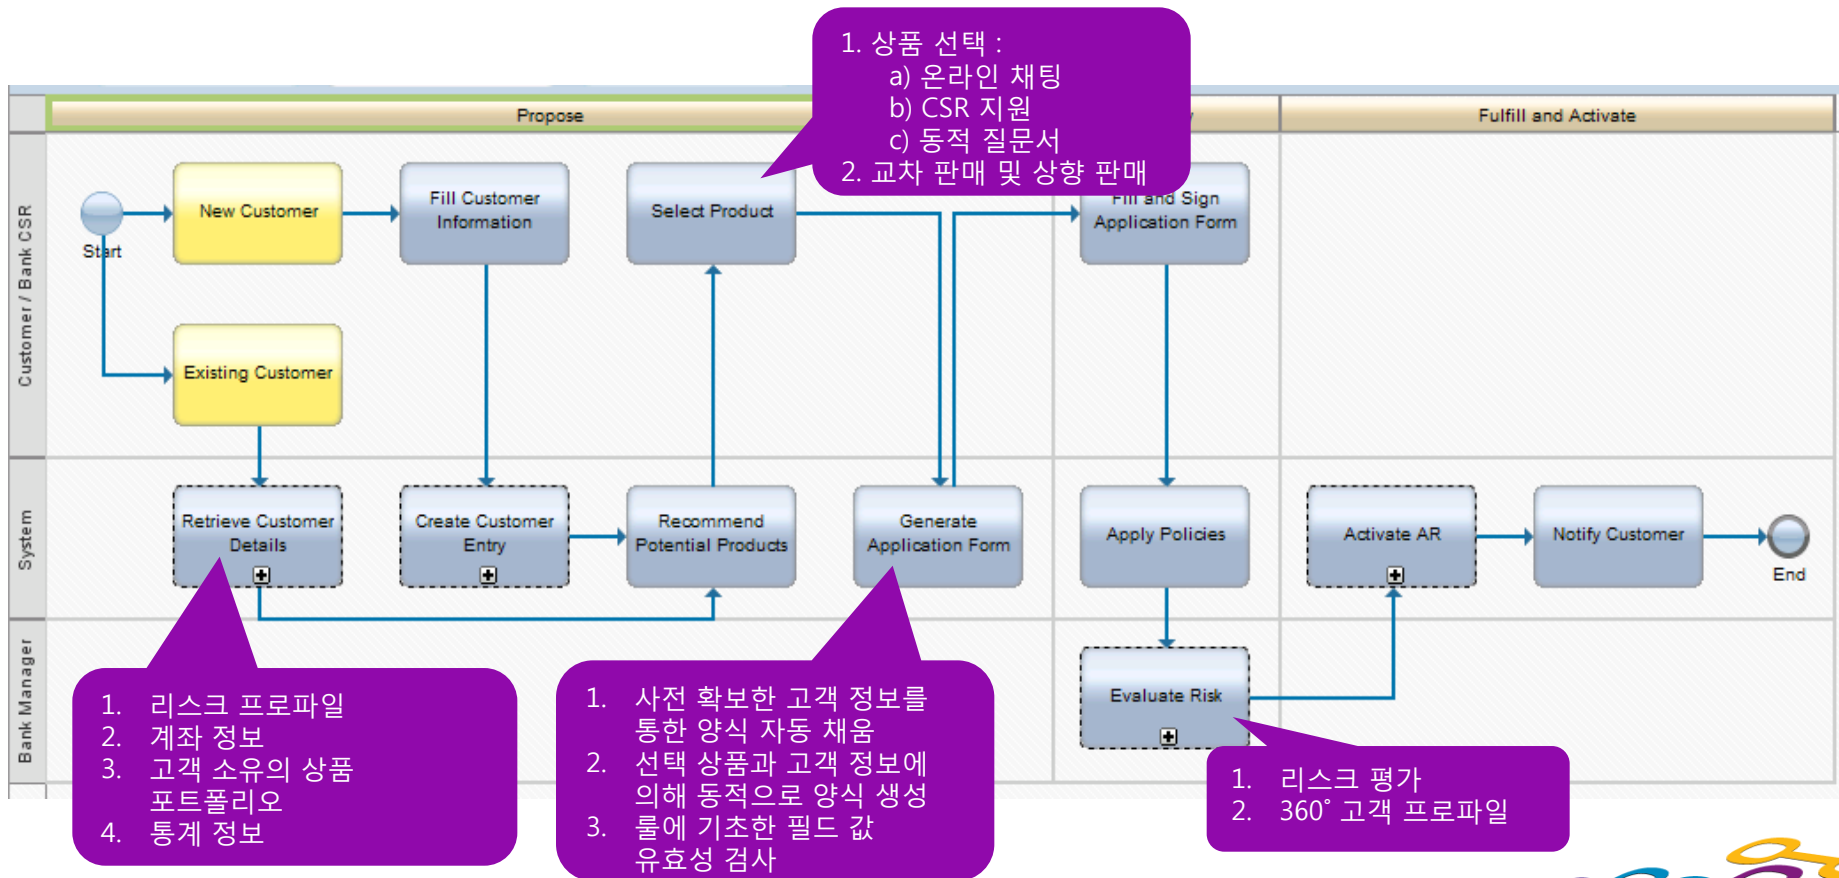 1. 상품 선택 :
a) 온라인 채팅
b) CSR 지원
c) 동적 질문서
2. 교차 판매 및 상향 판매
Propose
y
Fulfill and Activate
Customer / Bank CSR
Start
New Customer
Fill Customer
Information
Select Product
Fill and Sign
Application Form
Existing Customer
System
Retrieve Customer
Details
Create Customer
Entry
Recommend
Potential Products
Generate
Application Form
Apply Policies
Activate AR
Notify Customer
End
Bank Manager
Evaluate Risk
1. 리스크 프로파일
2. 계좌 정보
3. 고객 소유의 상품
포트폴리오
4. 통계 정보
1. 사전 확보한 고객 정보를
통한 양식 자동 채움
2. 선택 상품과 고객 정보에
의해 동적으로 양식 생성
3. 룰에 기초한 필드 값
유효성 검사
1. 리스크 평가
2. 360˚ 고객 프로파일